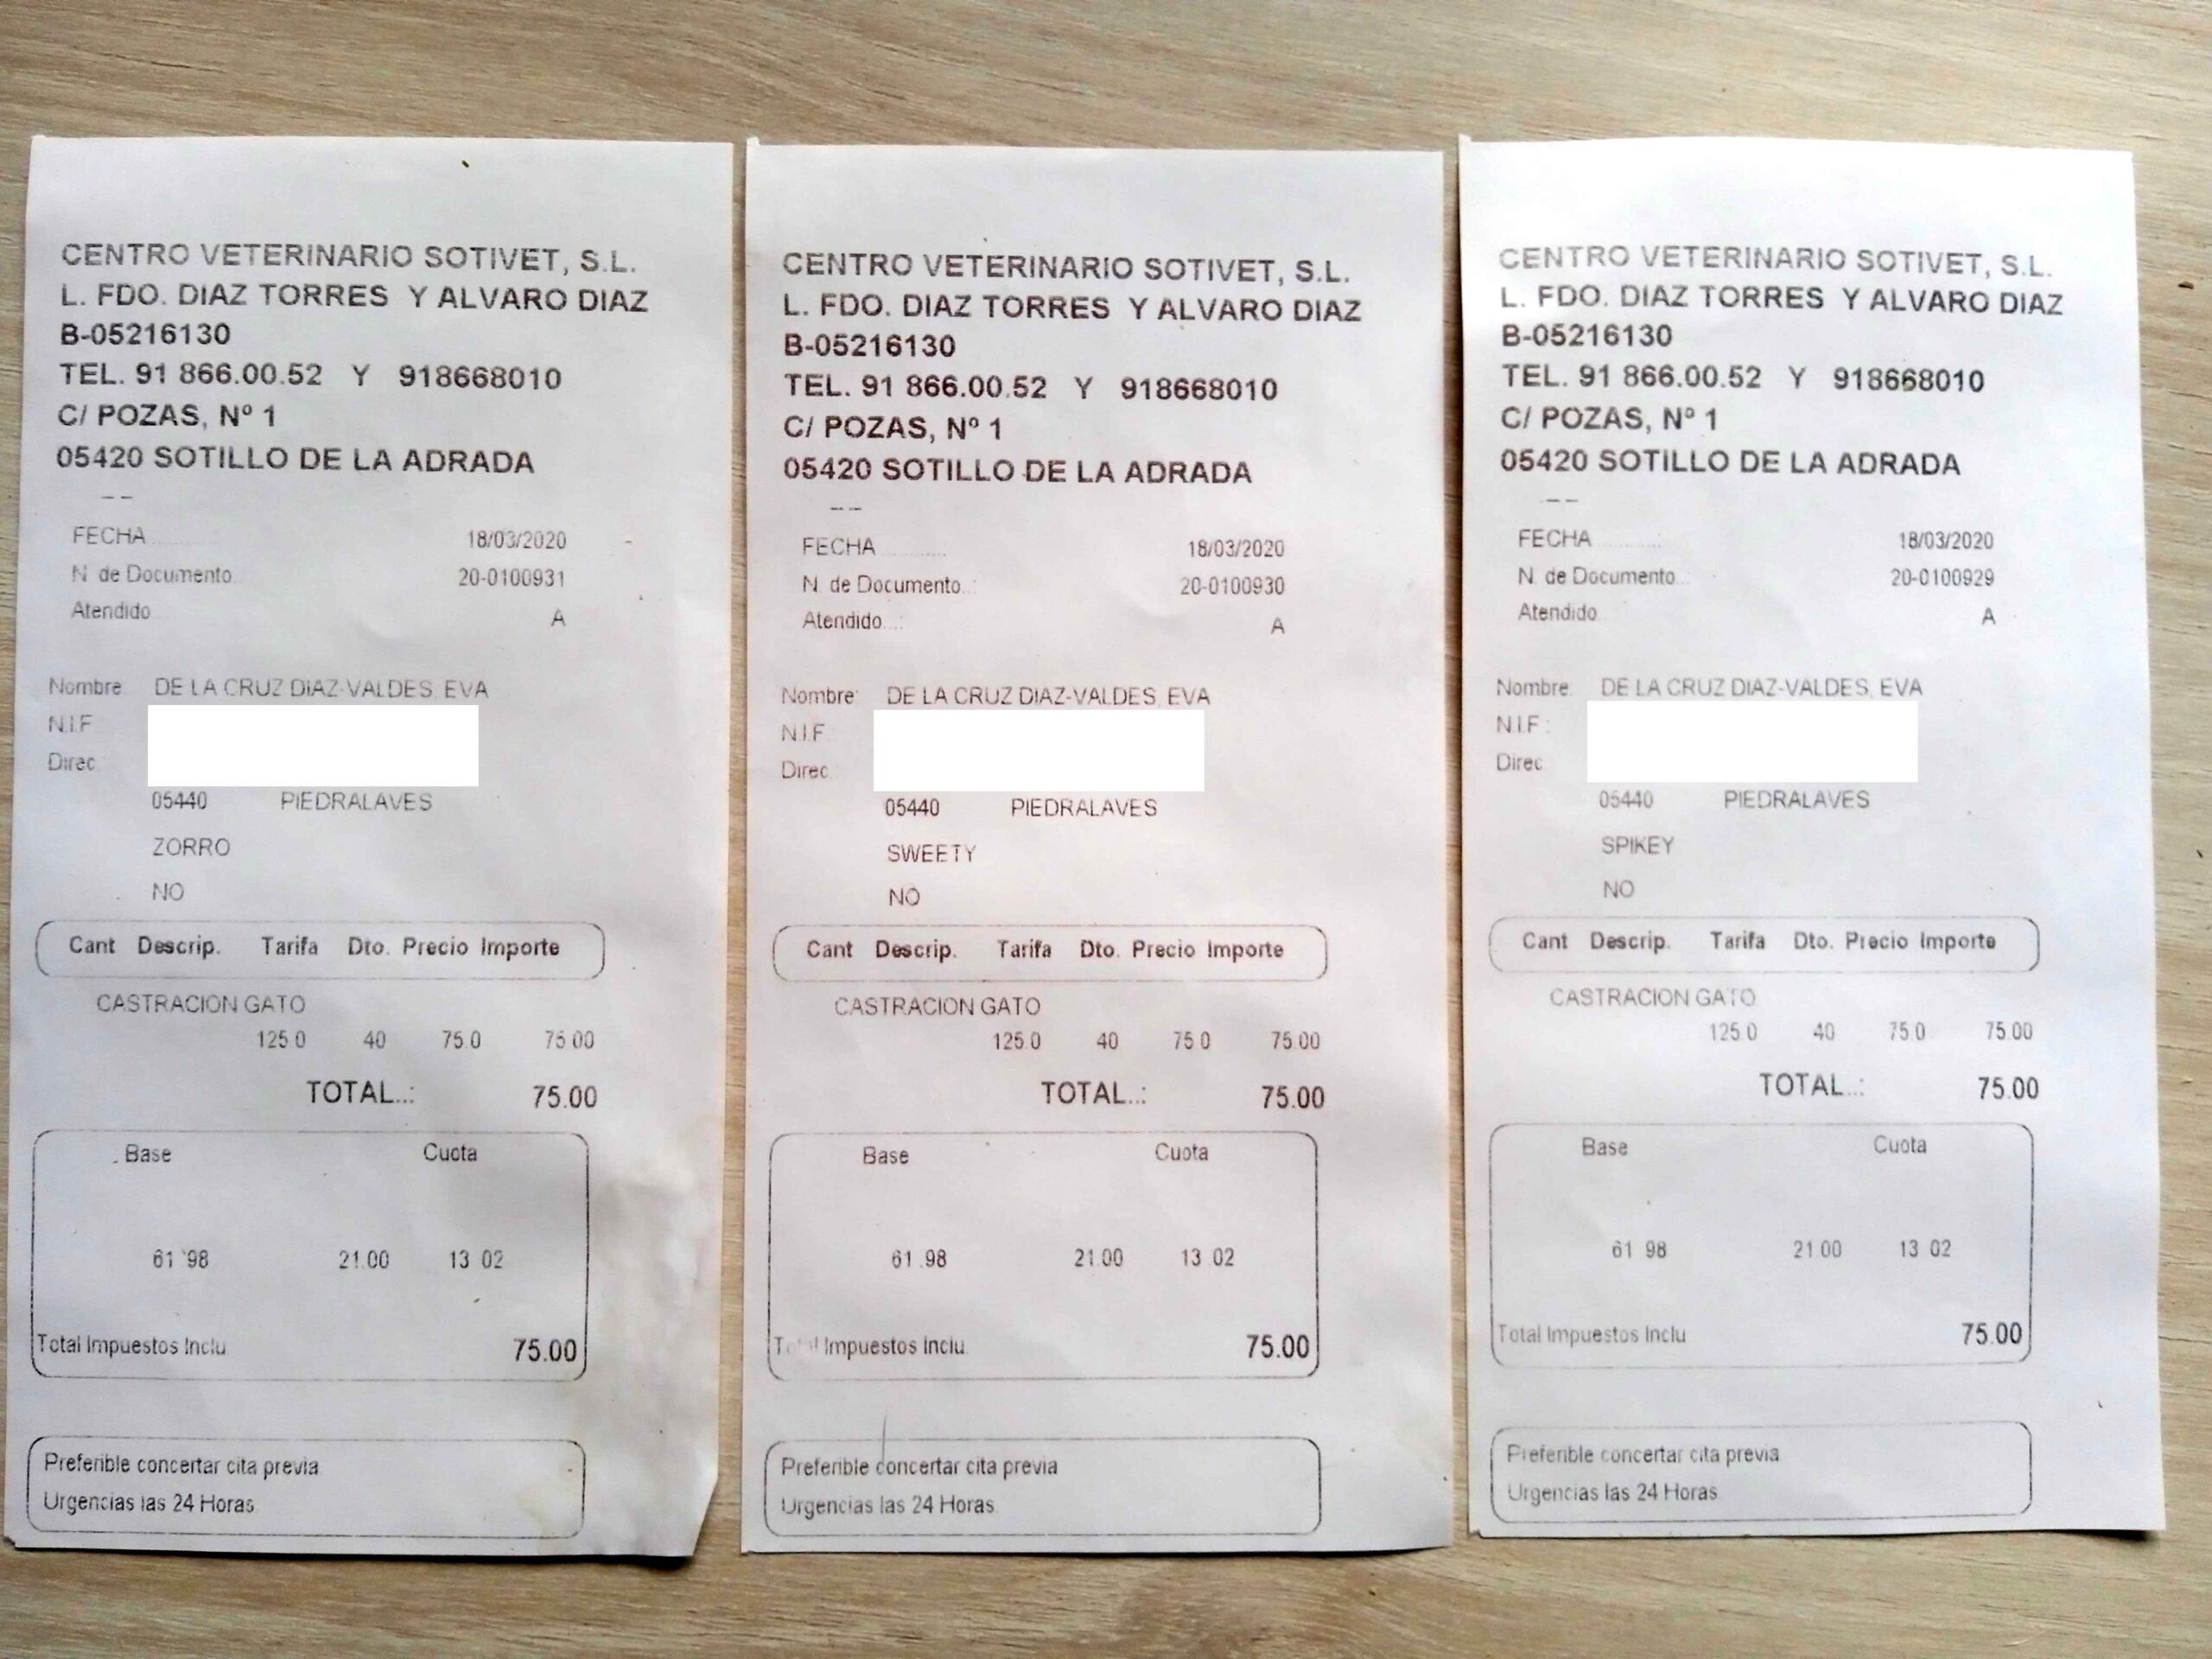 CENTRO VETERINARIO SOTIVET, S.L.
L. FDO. DIAZ TORRES Y ALVARO DIAZ
B-05216130
TEL. 91 866.00.52 Y 918668010
C/ POZAS, Nº 1
05420 SOTILLO DE LA ADRADA
FECHA 18/03/2020
N. de Documento. 20-0100931
Atendido A
Nombre DE LA CRUZ DIAZ-VALDES, EVA
N.I.F
Direc
05440 PIEDRALAVES
ZORRO
NO
Cant Descrip. Tarifa Dto. Precio Importe
CASTRACION GATO
125.0 40 75.0 75.00
TOTAL..: 75.00
Base Cuota
61.98 21.00 13.02
Total Impuestos Inclu 75.00
Preferible concertar cita previa
Urgencias las 24 Horas
CENTRO VETERINARIO SOTIVET, S.L.
L. FDO. DIAZ TORRES Y ALVARO DIAZ
B-05216130
TEL. 91 866.00.52 Y 918668010
C/ POZAS, Nº 1
05420 SOTILLO DE LA ADRADA
FECHA .......... 18/03/2020
N. de Documento..: 20-0100930
Atendido....: A
Nombre: DE LA CRUZ DIAZ-VALDES, EVA
N.I.F.
Direc.:
05440 PIEDRALAVES
SWEETY
NO
Cant Descrip. Tarifa Dto. Precio Importe
CASTRACION GATO
125.0 40 75.0 75.00
TOTAL..: 75.00
Base Cuota
61.98 21.00 13.02
Total Impuestos Inclu. 75.00
Preferible concertar cita previa
Urgencias las 24 Horas.
CENTRO VETERINARIO SOTIVET, S.L.
L. FDO. DIAZ TORRES Y ALVARO DIAZ
B-05216130
TEL. 91 866.00.52 Y 918668010
C/ POZAS, Nº 1
05420 SOTILLO DE LA ADRADA
FECHA 18/03/2020
N. de Documento.. 20-0100929
Atendido A
Nombre: DE LA CRUZ DIAZ-VALDES, EVA
N.I.F.:
Direc
05440 PIEDRALAVES
SPIKEY
NO
Cant Descrip. Tarifa Dto. Precio Importe
CASTRACION GATO
125.0 40 75.0 75.00
TOTAL..: 75.00
Base Cuota
61.98 21.00 13.02
Total Impuestos Inclu 75.00
Preferible concertar cita previa
Urgencias las 24 Horas